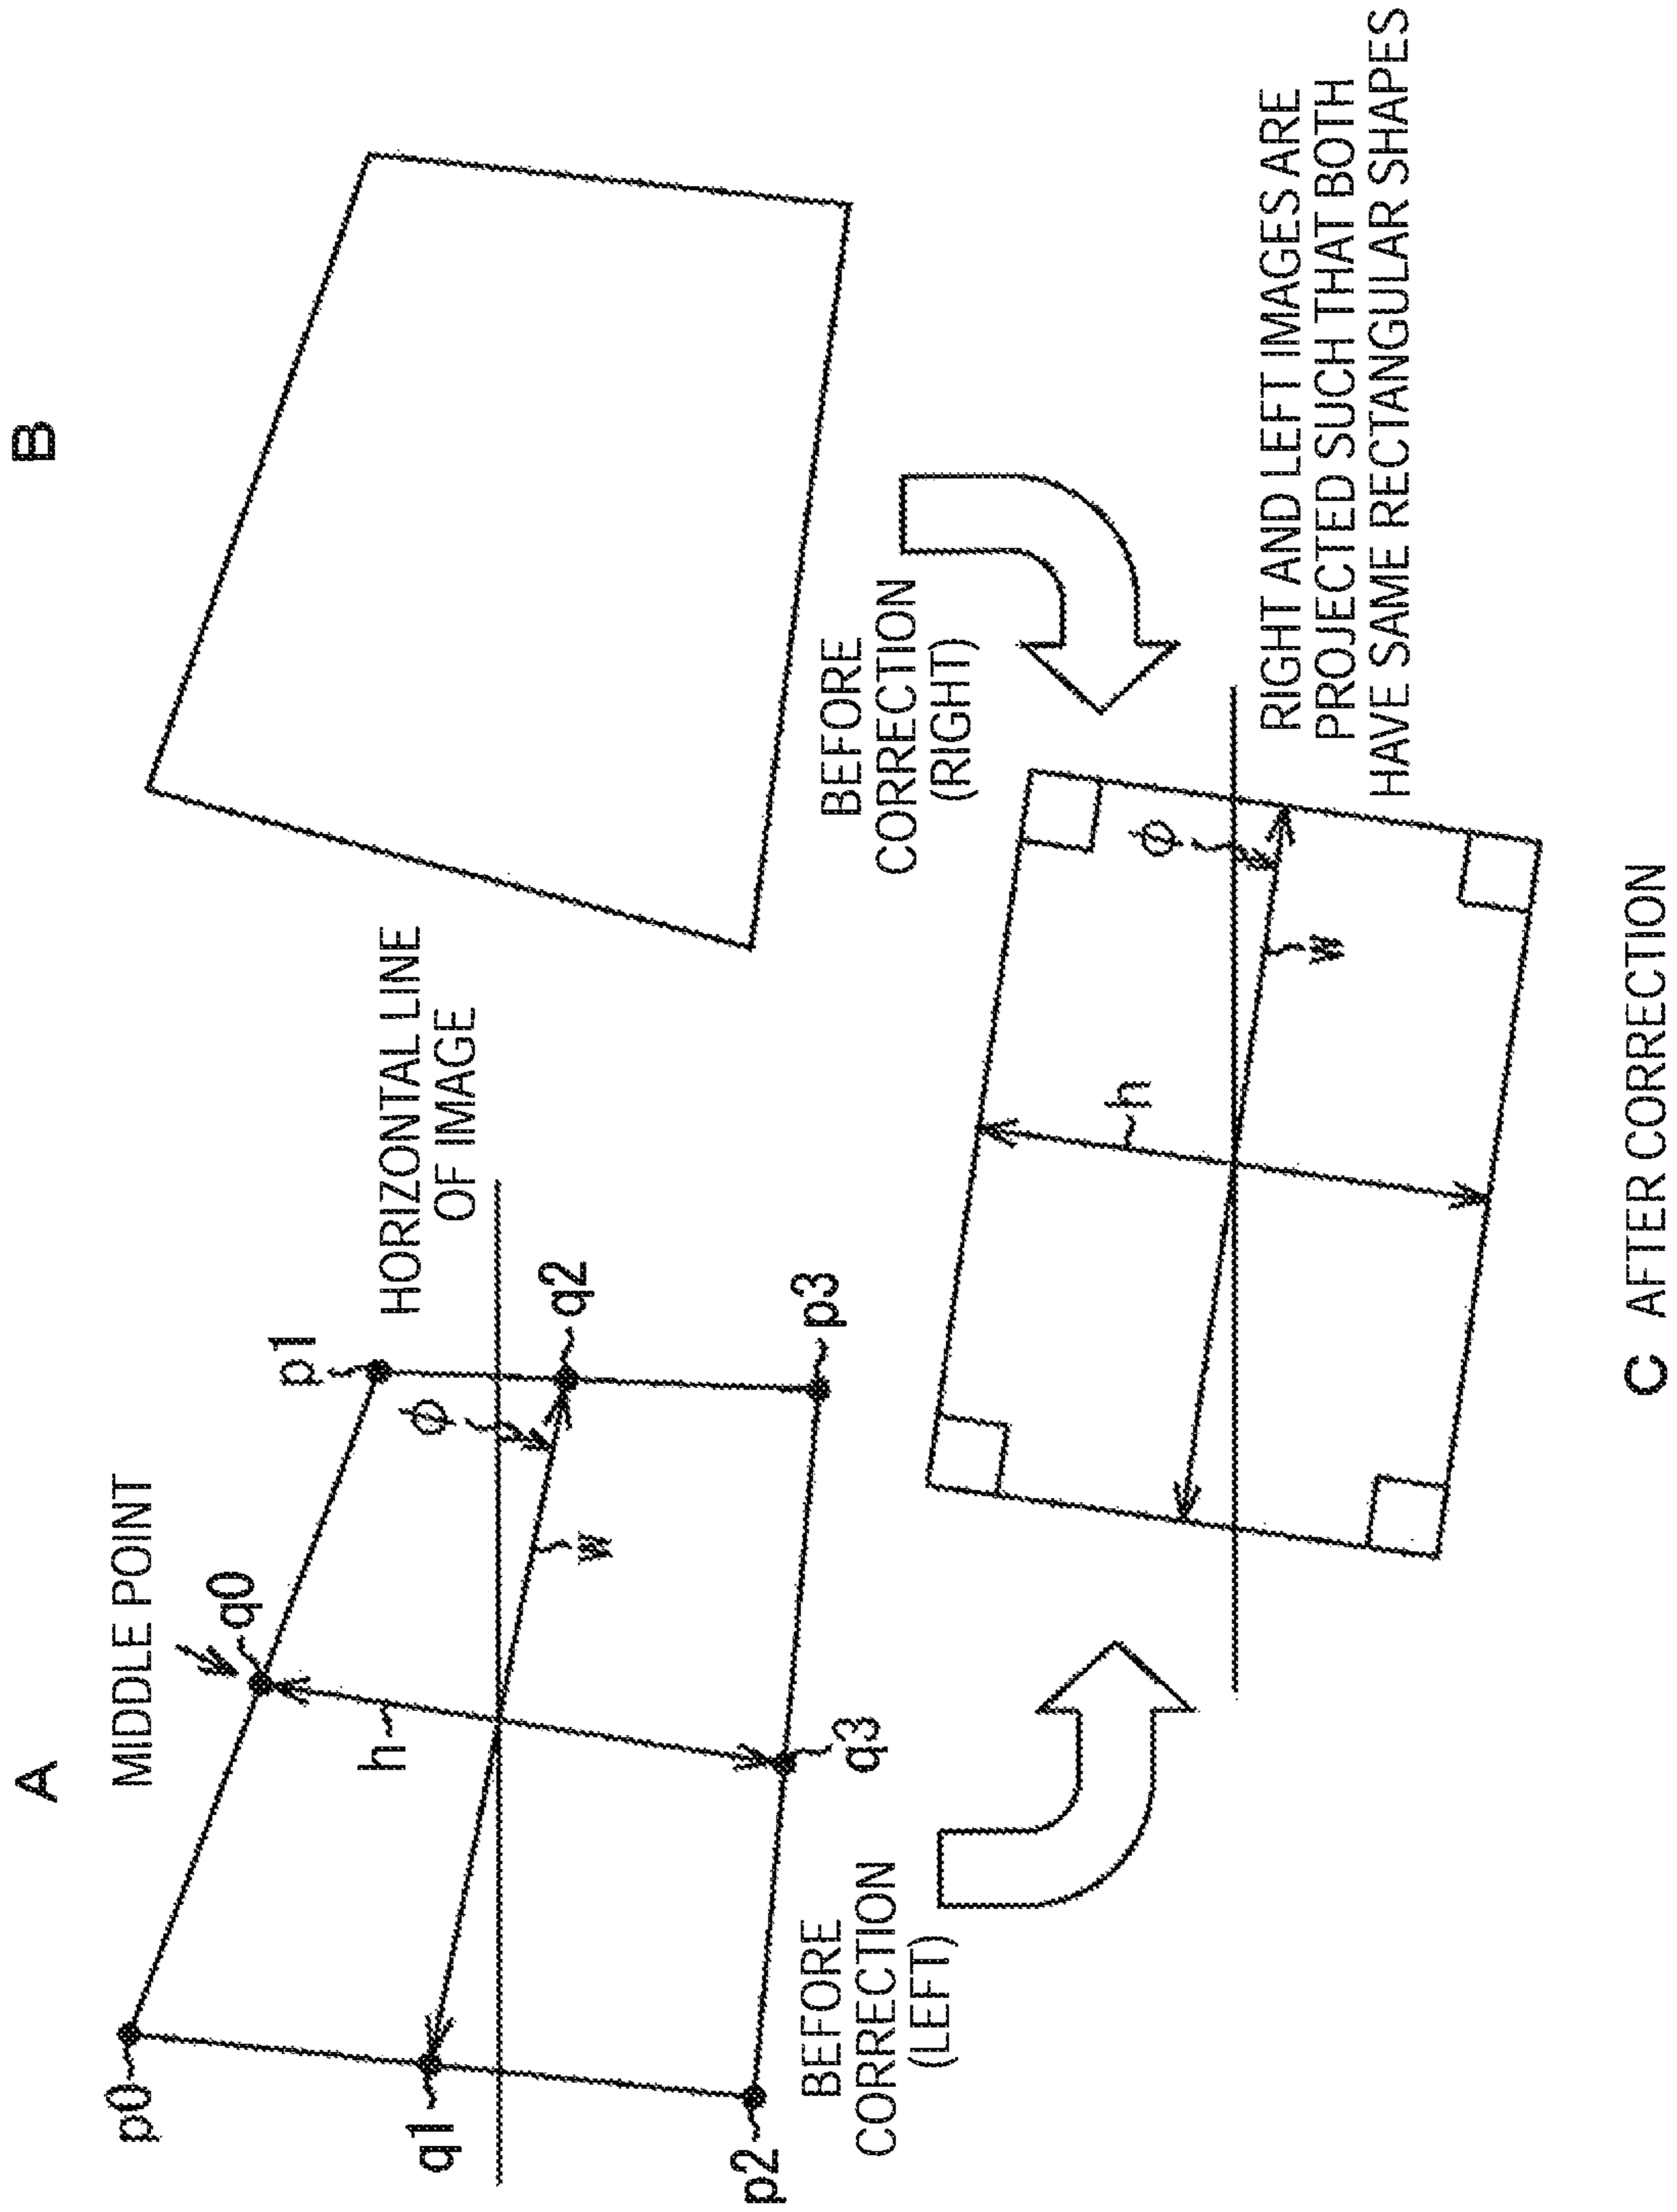 A
B
MIDDLE POINT
p0
q0
p1
HORIZONTAL LINE
OF IMAGE
h
ϕ
q1
w
q2
p2
q3
p3
BEFORE
CORRECTION
(LEFT)
BEFORE
CORRECTION
(RIGHT)
h
ϕ
w
RIGHT AND LEFT IMAGES ARE
PROJECTED SUCH THAT BOTH
HAVE SAME RECTANGULAR SHAPES
C AFTER CORRECTION